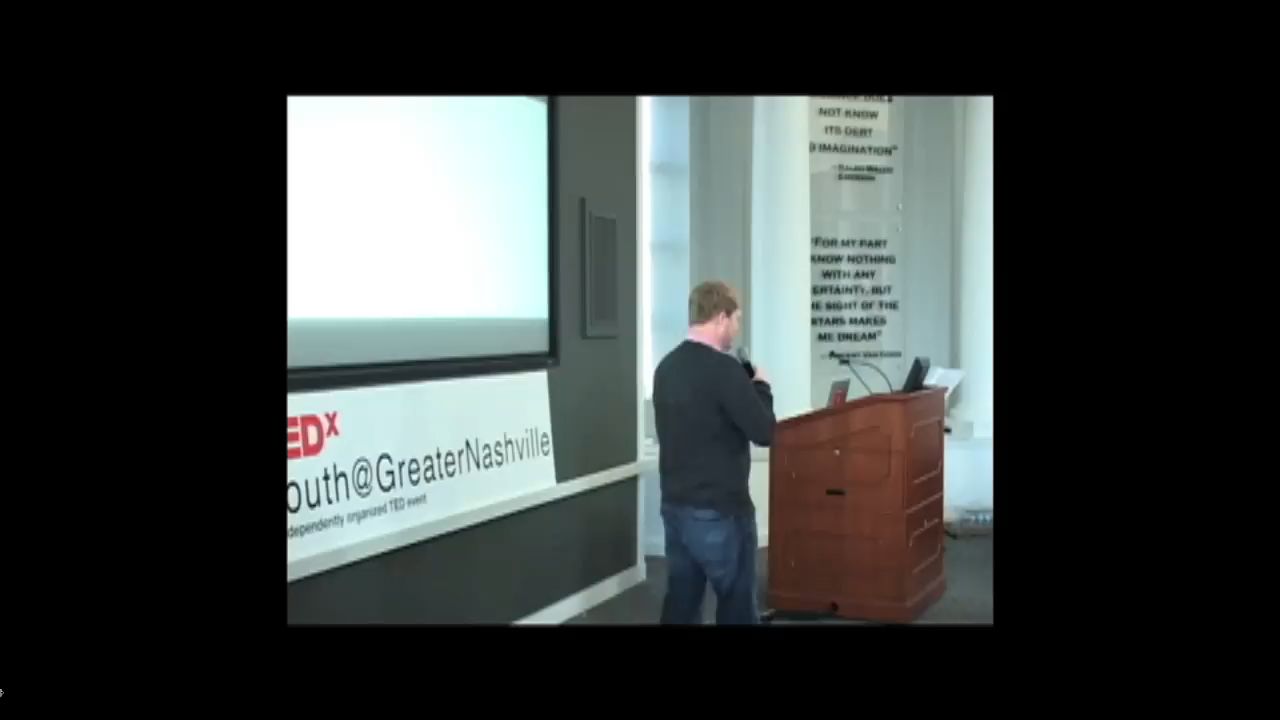 EDx
outh@GreaterNashville
dependently organized TED event
NOT KNOW
ITS DEBT
O IMAGINATION"
"FOR MY PART
KNOW NOTHING
WITH ANY
ERTAINTY, BUT
HE SIGHT OF THE
STARS MAKES
ME DREAM"